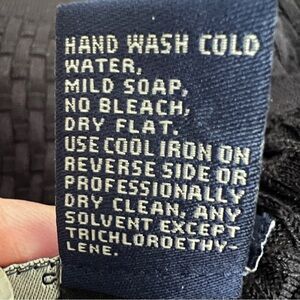 HAND WASH COLD
WATER,
MILD SOAP,
NO BLEACH,
DRY FLAT.
USE COOL IRON ON
REVERSE SIDE OR
PROFESSIONALLY
DRY CLEAN, ANY
SOLVENT EXCEPT
TRICHLOROETHY-
LENE.